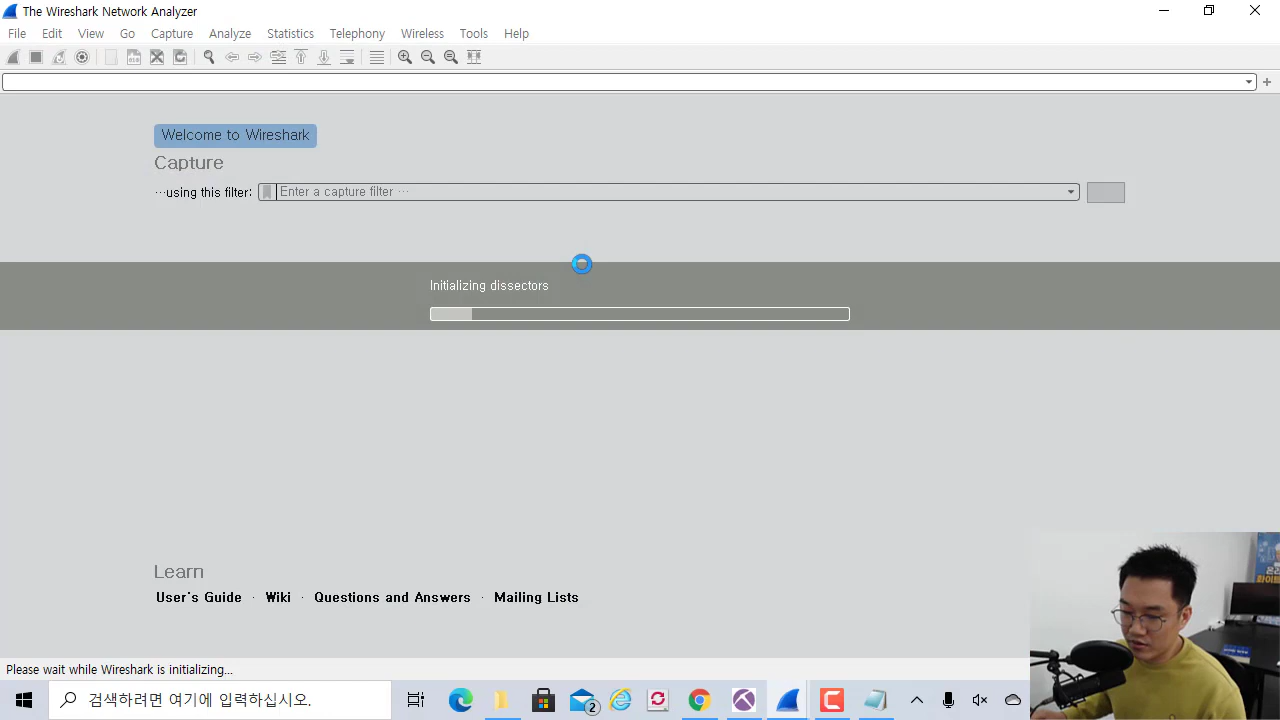 The Wireshark Network Analyzer
File Edit View Go Capture Analyze Statistics Telephony Wireless Tools Help
Welcome to Wireshark
Capture
…using this filter: Enter a capture filter …
Initializing dissectors
Learn
User's Guide · Wiki · Questions and Answers · Mailing Lists
Please wait while Wireshark is initializing...
검색하려면 여기에 입력하십시오.
2